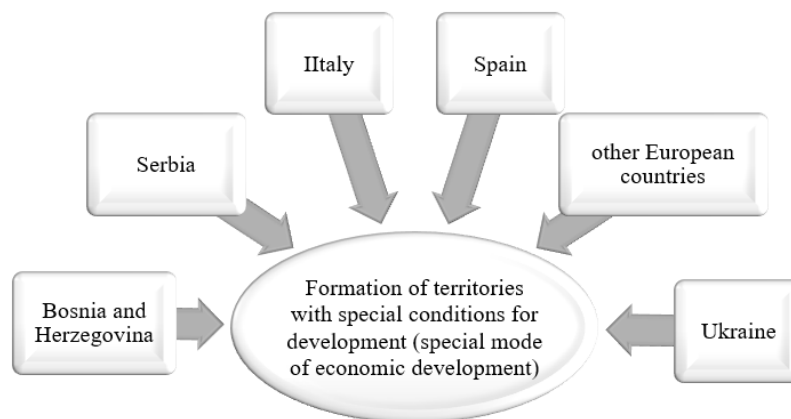 IItaly
Spain
Serbia
other European
countries
Bosnia and
Herzegovina
Formation of territories
with special conditions for
development (special mode
of economic development)
Ukraine